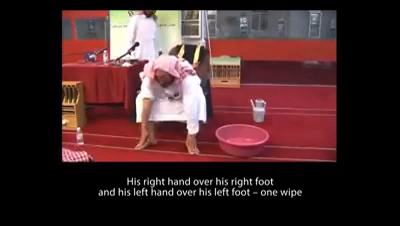 His right hand over his right foot
and his left hand over his left foot – one wipe